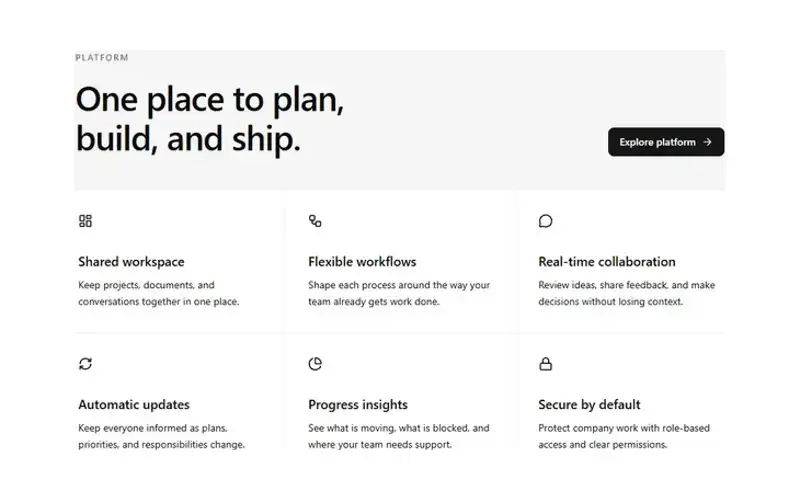 PLATFORM
One place to plan,
build, and ship.
Explore platform
Shared workspace
Keep projects, documents, and
conversations together in one place.
Flexible workflows
Shape each process around the way your
team already gets work done.
Real-time collaboration
Review ideas, share feedback, and make
decisions without losing context.
Automatic updates
Keep everyone informed as plans,
priorities, and responsibilities change.
Progress insights
See what is moving, what is blocked, and
where your team needs support.
Secure by default
Protect company work with role-based
access and clear permissions.